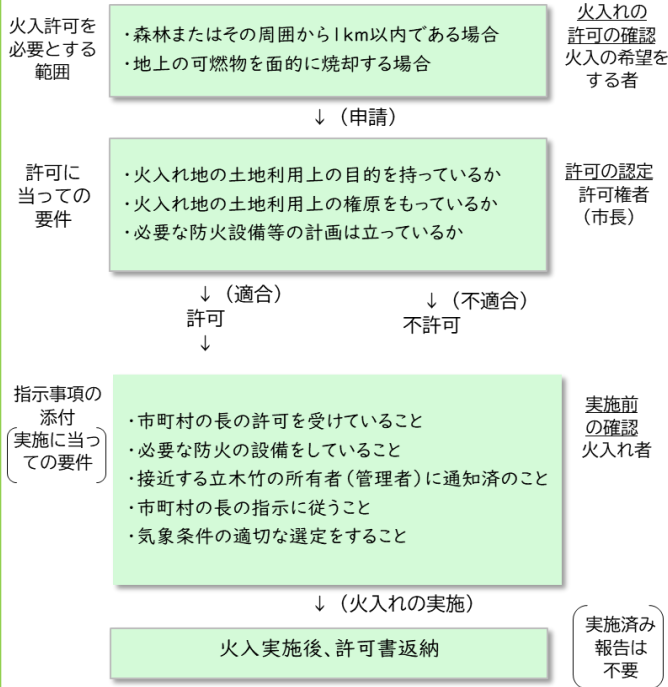 火入許可を
必要とする
範囲
・森林またはその周囲から1km以内である場合
・地上の可燃物を面的に焼却する場合
火入れの
許可の確認
火入の希望を
する者
↓（申請）
許可に
当っての
要件
・火入れ地の土地利用上の目的を持っているか
・火入れ地の土地利用上の権原をもっているか
・必要な防火設備等の計画は立っているか
許可の認定
許可権者
（市長）
↓（適合）
許可
↓
↓（不適合）
不許可
指示事項の
添付
実施に当っ
ての要件
・市町村の長の許可を受けていること
・必要な防火の設備をしていること
・接近する立木竹の所有者（管理者）に通知済のこと
・市町村の長の指示に従うこと
・気象条件の適切な選定をすること
実施前
の確認
火入れ者
↓（火入れの実施）
火入実施後、許可書返納
実施済み
報告は
不要